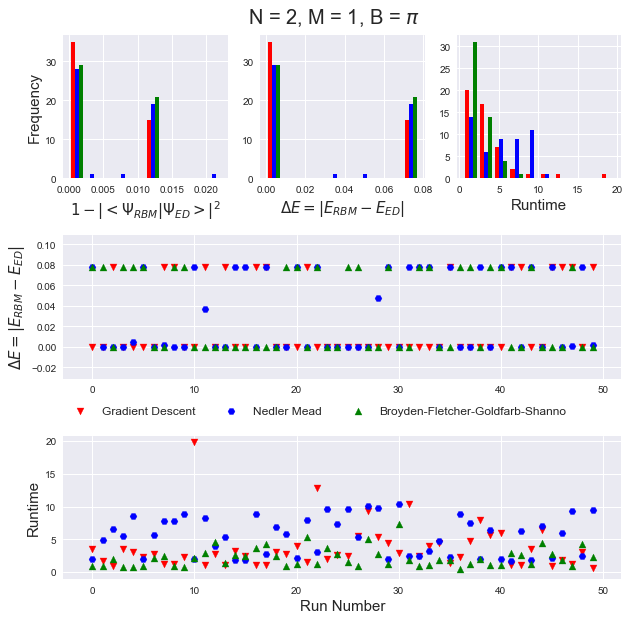 N = 2, M = 1, B = π
Frequency
30
20
10
0
0.000 0.005 0.010 0.015 0.020
1−|<Ψ_RBM|Ψ_ED>|²
30
20
10
0
0.00 0.02 0.04 0.06 0.08
ΔE = |E_RBM − E_ED|
30
25
20
15
10
5
0
0 5 10 15 20
Runtime
ΔE = |E_RBM − E_ED|
0.10
0.08
0.06
0.04
0.02
0.00
−0.02
0 10 20 30 40 50
Gradient Descent Nedler Mead Broyden-Fletcher-Goldfarb-Shanno
Runtime
20
15
10
5
0
0 10 20 30 40 50
Run Number